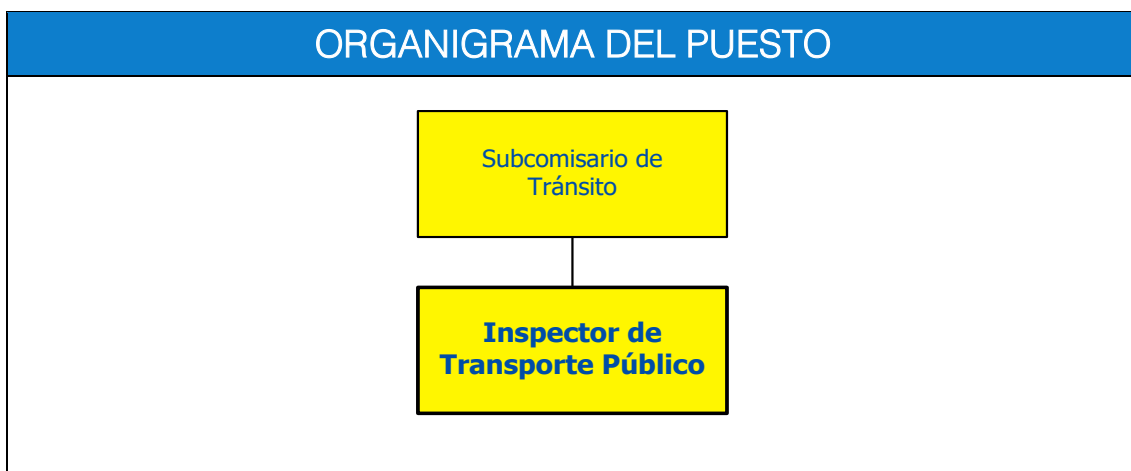 ORGANIGRAMA DEL PUESTO
Subcomisario de
Tránsito
Inspector de
Transporte Público